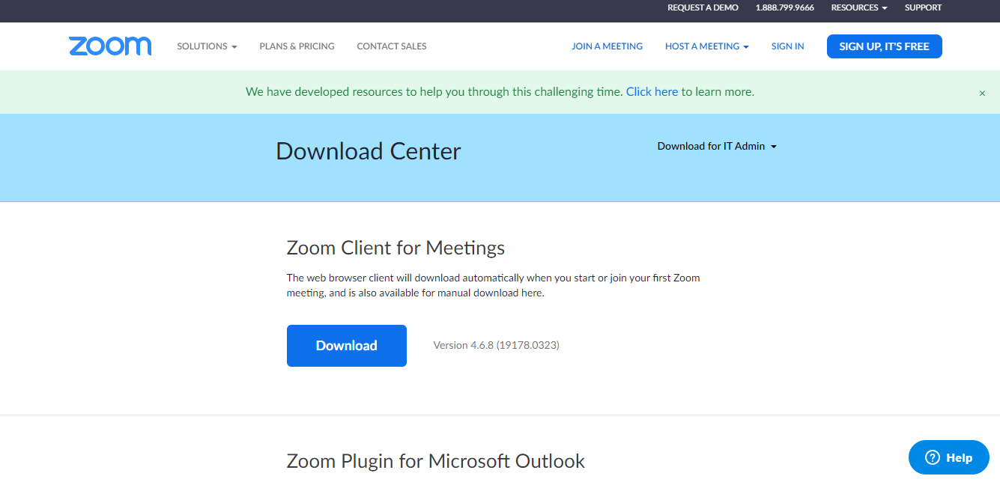 REQUEST A DEMO 1.888.799.9666 RESOURCES SUPPORT
zoom SOLUTIONS PLANS & PRICING CONTACT SALES JOIN A MEETING HOST A MEETING SIGN IN SIGN UP, IT'S FREE
We have developed resources to help you through this challenging time. Click here to learn more. ×
Download Center Download for IT Admin
Zoom Client for Meetings
The web browser client will download automatically when you start or join your first Zoom
meeting, and is also available for manual download here.
Download Version 4.6.8 (19178.0323)
Zoom Plugin for Microsoft Outlook
? Help